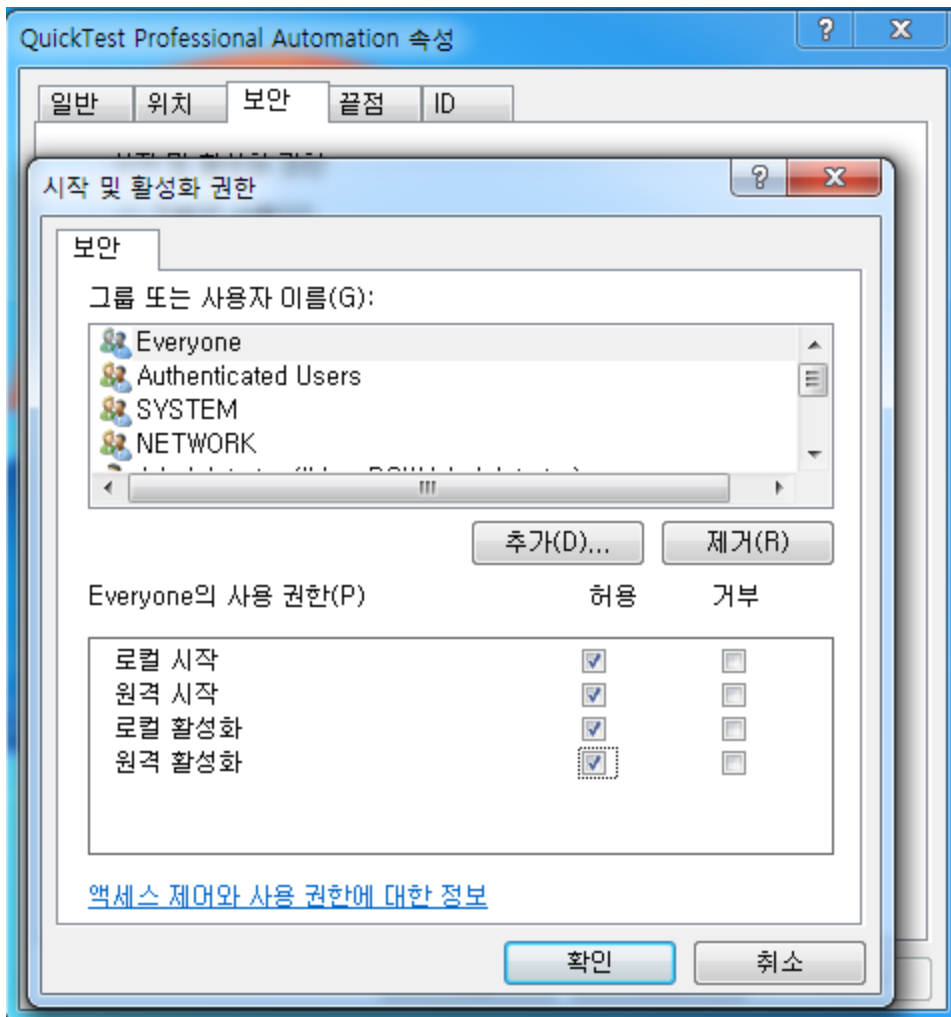 QuickTest Professional Automation 속성
일반 위치 보안 끝점 ID
시작 및 활성화 권한
보안
그룹 또는 사용자 이름(G):
Everyone
Authenticated Users
SYSTEM
NETWORK
추가(D)... 제거(R)
Everyone의 사용 권한(P) 허용 거부
로컬 시작
원격 시작
로컬 활성화
원격 활성화
액세스 제어와 사용 권한에 대한 정보
확인 취소